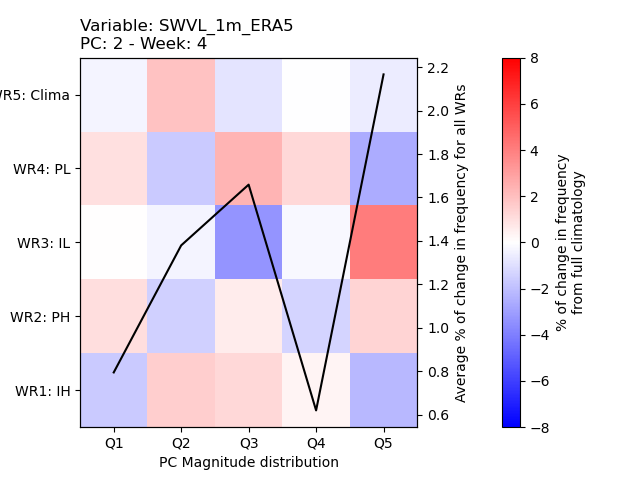 Variable: SWVL_1m_ERA5
PC: 2 - Week: 4
WR5: Clima
WR4: PL
WR3: IL
WR2: PH
WR1: IH
Q1 Q2 Q3 Q4 Q5
PC Magnitude distribution
2.2
2.0
1.8
1.6
1.4
1.2
1.0
0.8
0.6
Average % of change in frequency for all WRs
8
6
4
2
0
−2
−4
−6
−8
% of change in frequency
from full climatology